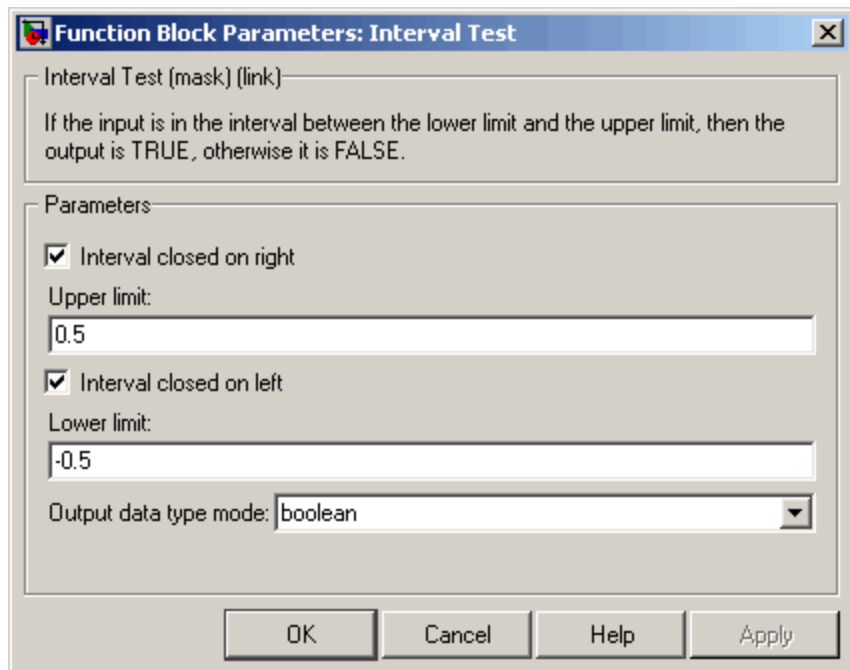 Function Block Parameters: Interval Test
Interval Test (mask) (link)
If the input is in the interval between the lower limit and the upper limit, then the
output is TRUE, otherwise it is FALSE.
Parameters
Interval closed on right
Upper limit:
0.5
Interval closed on left
Lower limit:
-0.5
Output data type mode: boolean
OK Cancel Help Apply